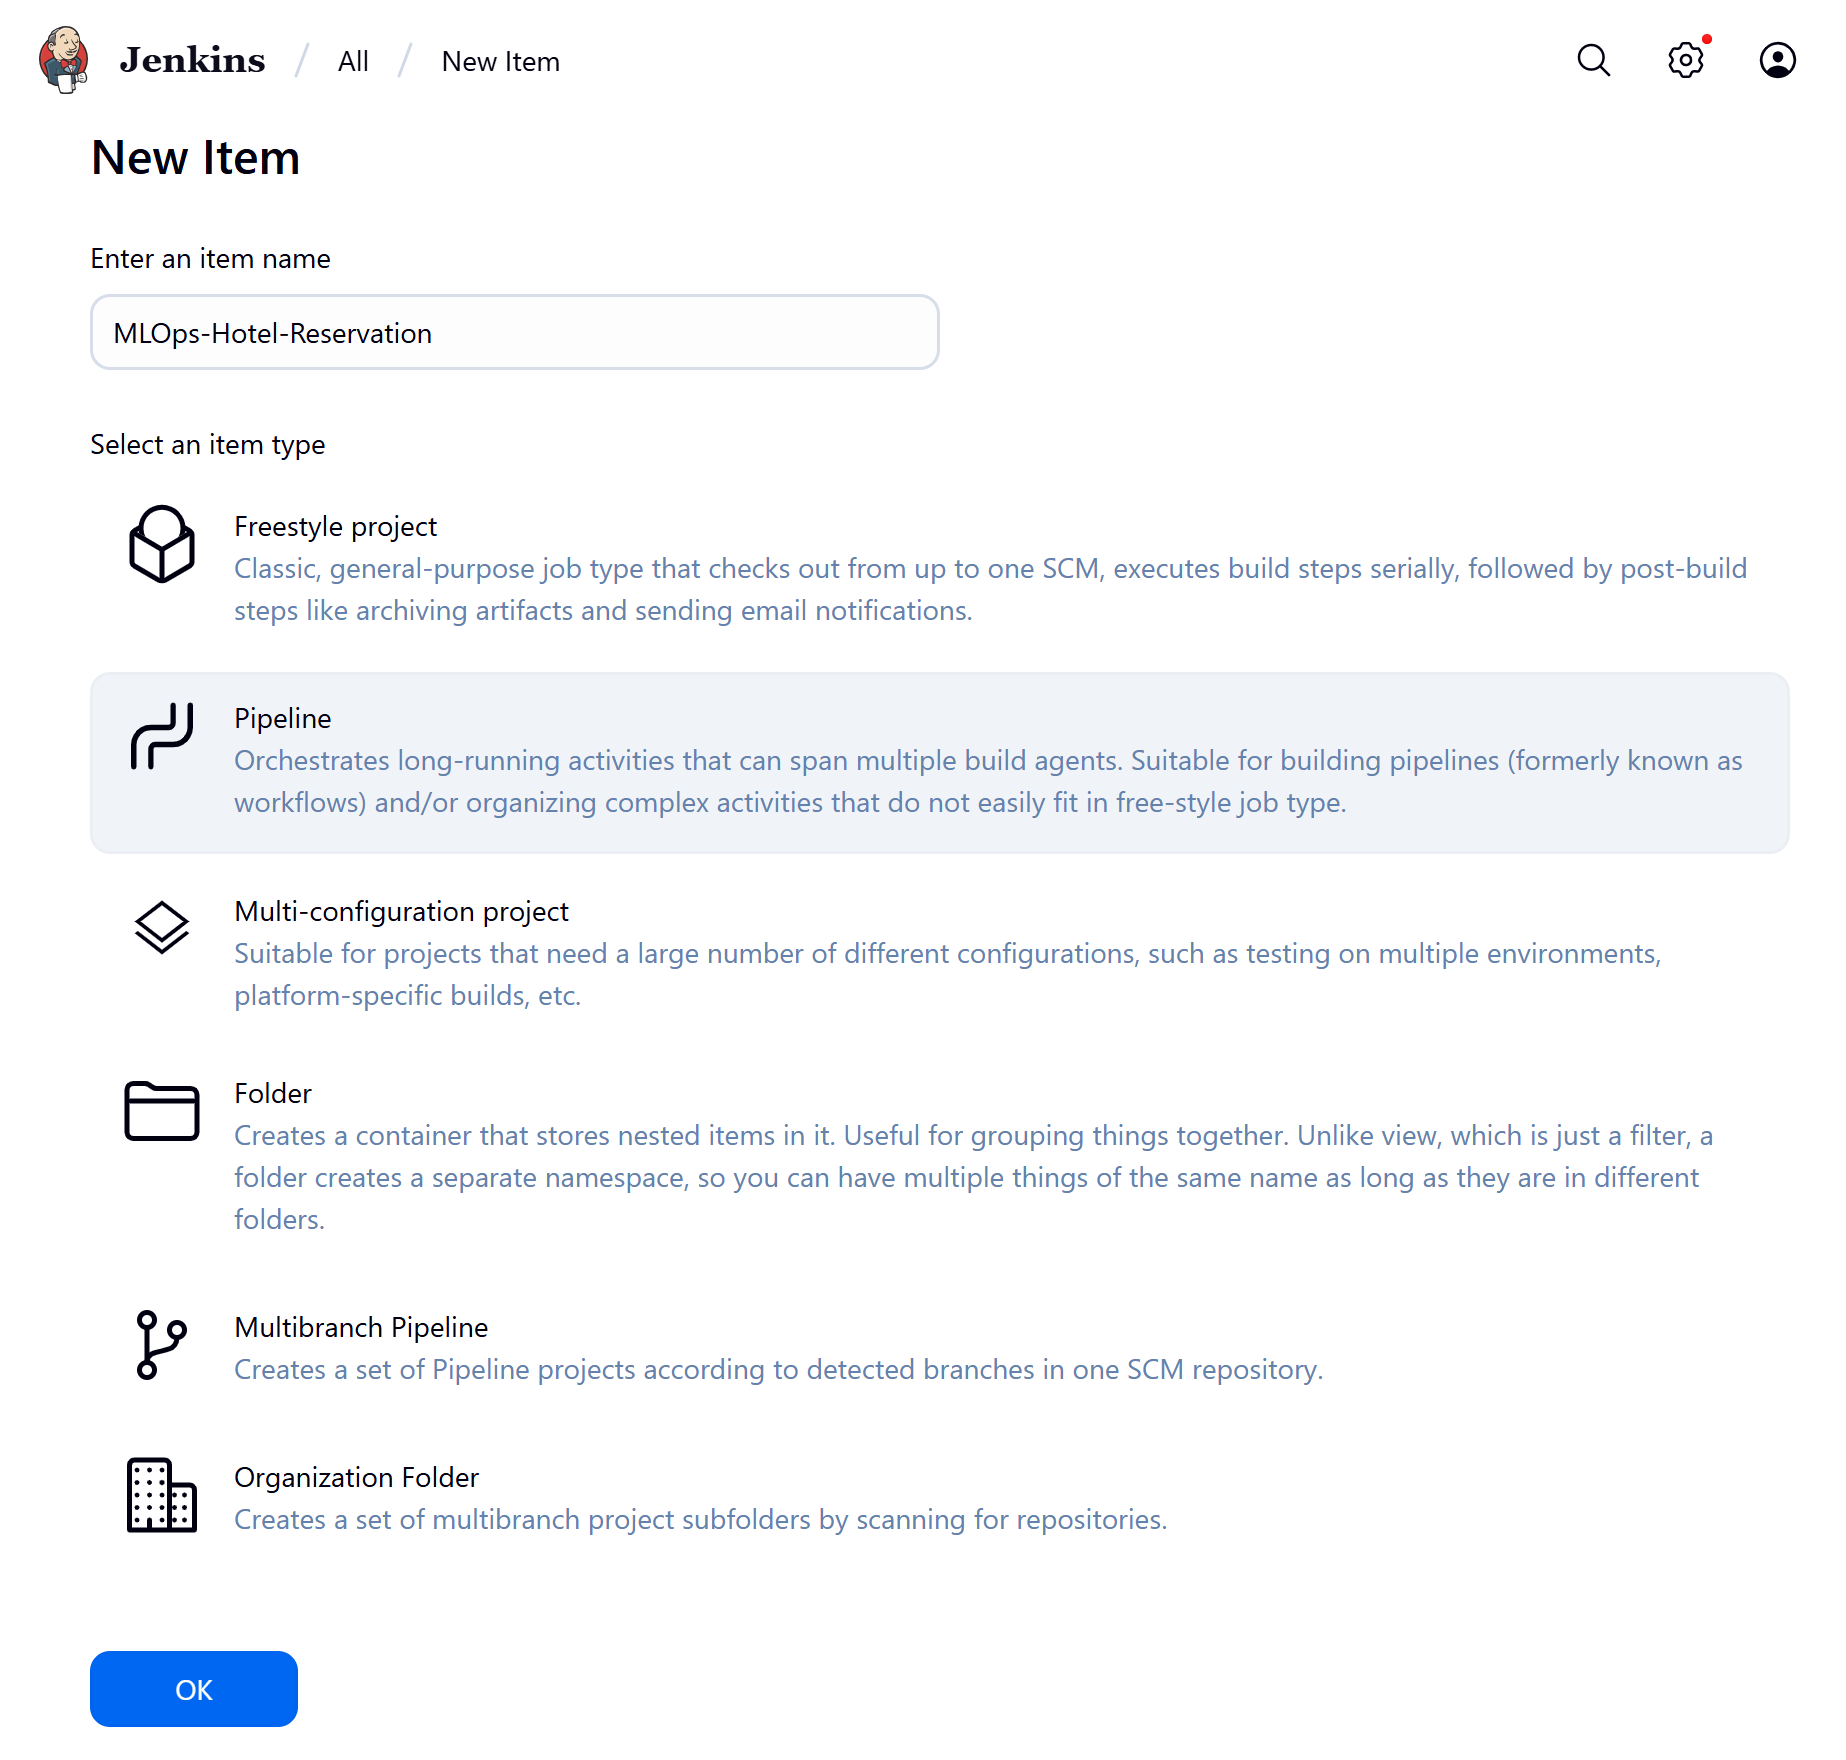 Jenkins / All / New Item
New Item
Enter an item name
MLOps-Hotel-Reservation
Select an item type
Freestyle project
Classic, general-purpose job type that checks out from up to one SCM, executes build steps serially, followed by post-build
steps like archiving artifacts and sending email notifications.
Pipeline
Orchestrates long-running activities that can span multiple build agents. Suitable for building pipelines (formerly known as
workflows) and/or organizing complex activities that do not easily fit in free-style job type.
Multi-configuration project
Suitable for projects that need a large number of different configurations, such as testing on multiple environments,
platform-specific builds, etc.
Folder
Creates a container that stores nested items in it. Useful for grouping things together. Unlike view, which is just a filter, a
folder creates a separate namespace, so you can have multiple things of the same name as long as they are in different
folders.
Multibranch Pipeline
Creates a set of Pipeline projects according to detected branches in one SCM repository.
Organization Folder
Creates a set of multibranch project subfolders by scanning for repositories.
OK